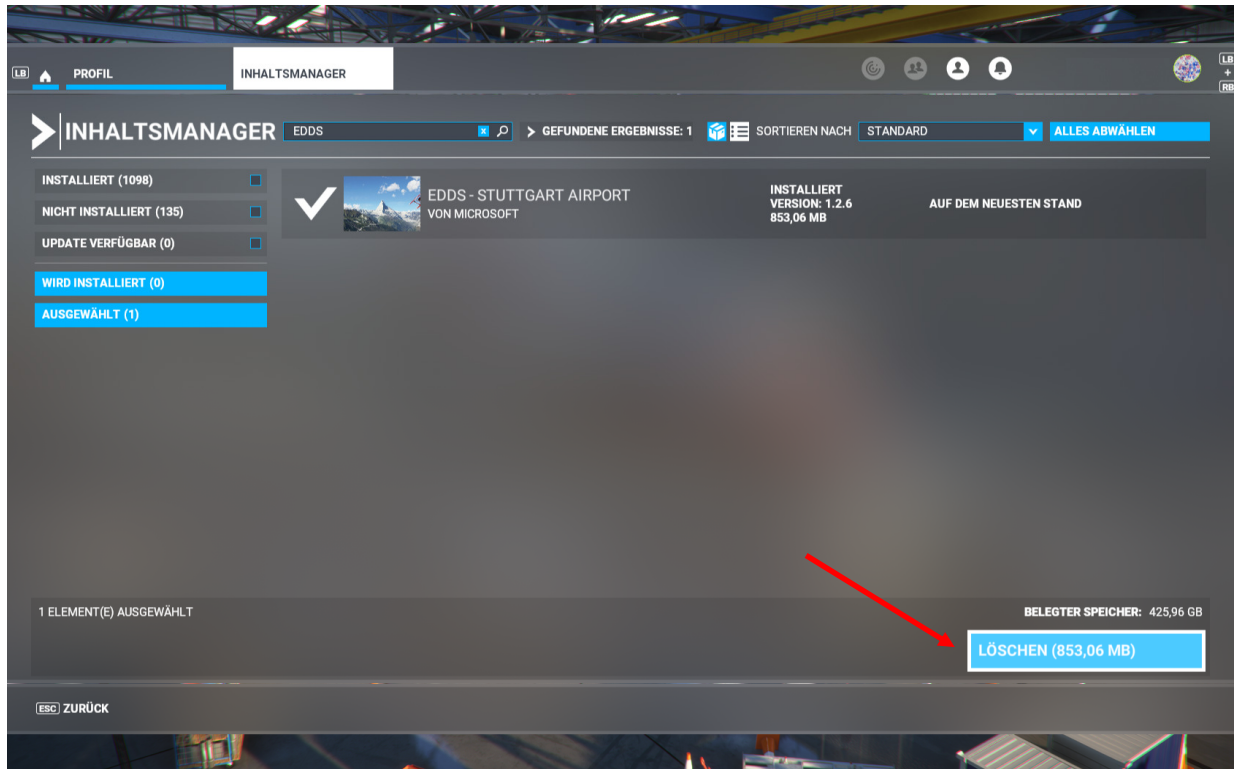 LB PROFIL INHALTSMANAGER LB
+
RB
INHALTSMANAGER EDDS x GEFUNDENE ERGEBNISSE: 1 SORTIEREN NACH STANDARD ALLES ABWÄHLEN
INSTALLIERT (1098)
NICHT INSTALLIERT (135)
UPDATE VERFÜGBAR (0)
WIRD INSTALLIERT (0)
AUSGEWÄHLT (1)
EDDS - STUTTGART AIRPORT
VON MICROSOFT
INSTALLIERT
VERSION: 1.2.6
853,06 MB
AUF DEM NEUESTEN STAND
1 ELEMENT(E) AUSGEWÄHLT
BELEGTER SPEICHER: 425,96 GB
LÖSCHEN (853,06 MB)
ESC ZURÜCK